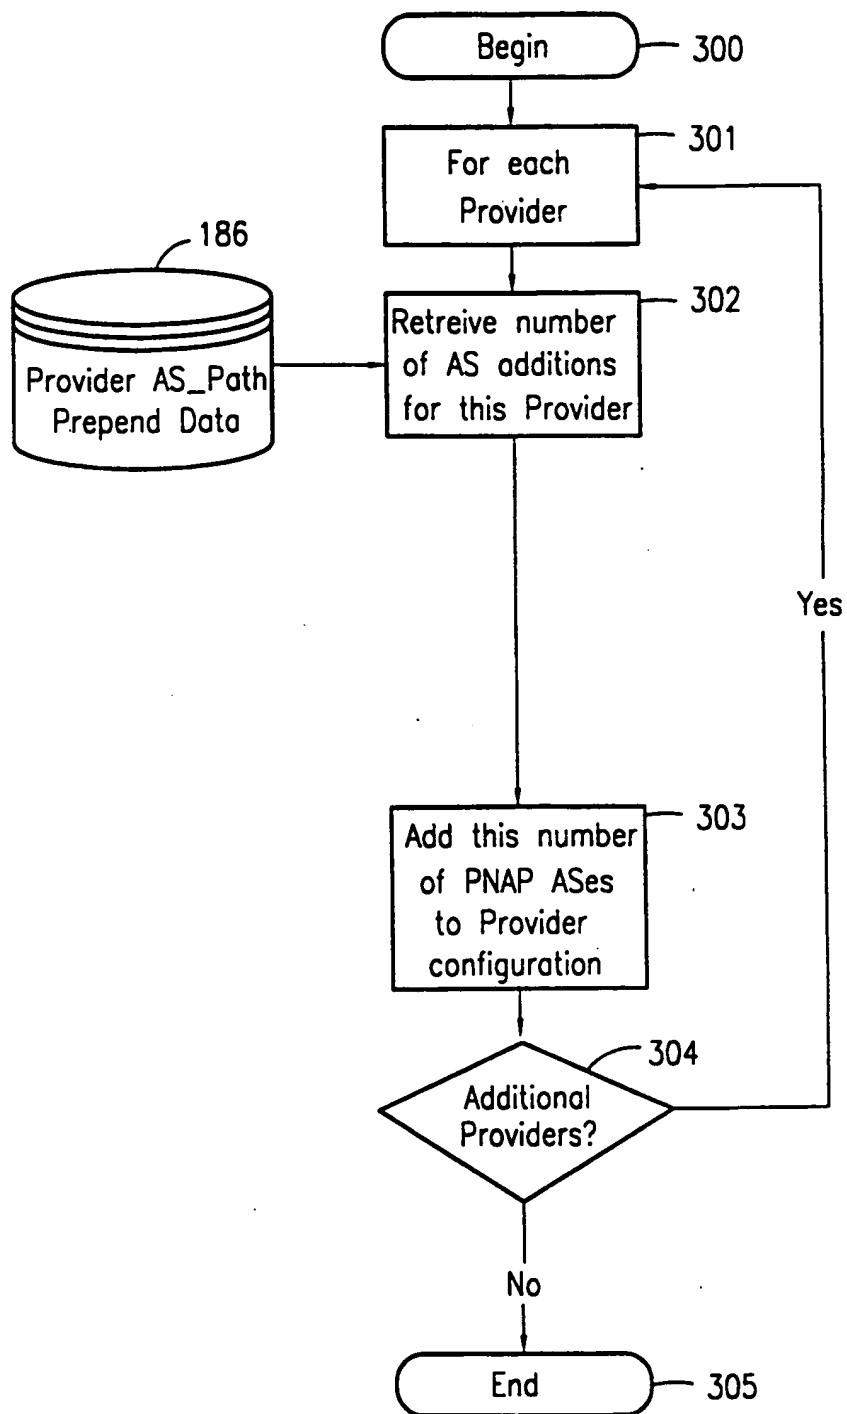 Begin
300
For each
Provider
301
186
Provider AS_Path
Prepend Data
Retreive number
of AS additions
for this Provider
302
Yes
Add this number
of PNAP ASes
to Provider
configuration
303
Additional
Providers?
304
No
End
305